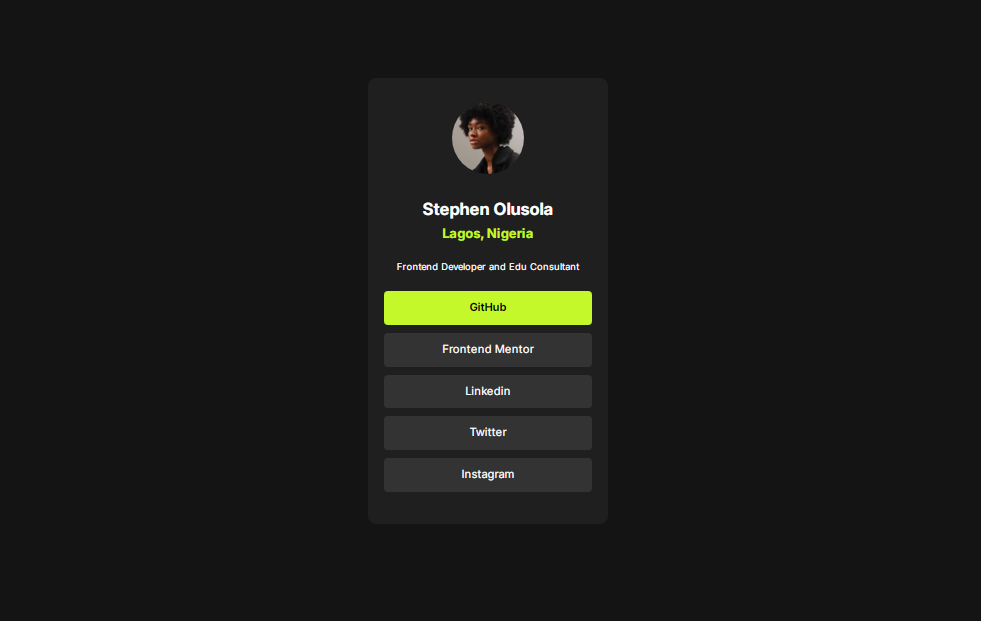 Stephen Olusola
Lagos, Nigeria
Frontend Developer and Edu Consultant
GitHub
Frontend Mentor
Linkedin
Twitter
Instagram